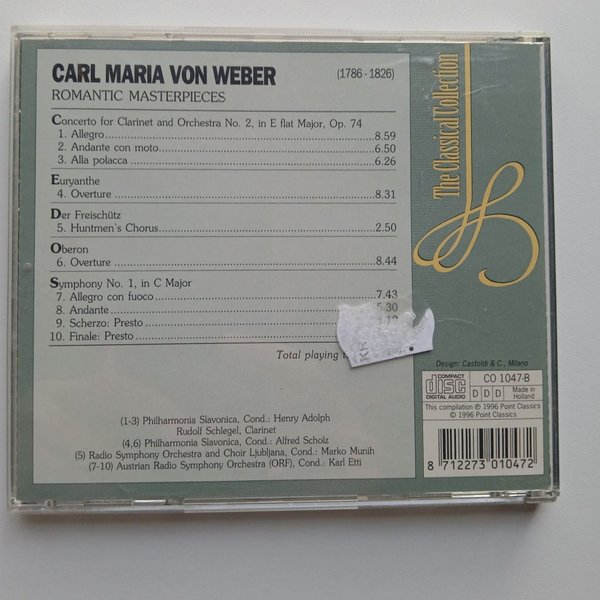 CARL MARIA VON WEBER (1786 - 1826)
ROMANTIC MASTERPIECES
Concerto for Clarinet and Orchestra No. 2, in E flat Major, Op. 74
1. Allegro 8.59
2. Andante con moto 6.50
3. Alla polacca 6.26
Euryanthe
4. Overture 8.31
Der Freischütz
5. Huntmen's Chorus 2.50
Oberon
6. Overture 8.44
Symphony No. 1, in C Major
7. Allegro con fuoco 7.43
8. Andante
9. Scherzo: Presto
10. Finale: Presto
Total playing
(1-3) Philharmonia Slavonica, Cond.: Henry Adolph
Rudolf Schlegel, Clarinet
(4,6) Philharmonia Slavonica, Cond.: Alfred Scholz
(5) Radio Symphony Orchestra and Choir Ljubljana, Cond.: Marko Munih
(7-10) Austrian Radio Symphony Orchestra (ORF), Cond.: Karl Etti
The Classical Collection
Design: Castoldi & C., Milano
COMPACT
disc
DIGITAL AUDIO
CO 1047-B
D D D
Made in
Holland
This compilation ℗ 1996 Point Classics
© 1996 Point Classics
8 712273 010472